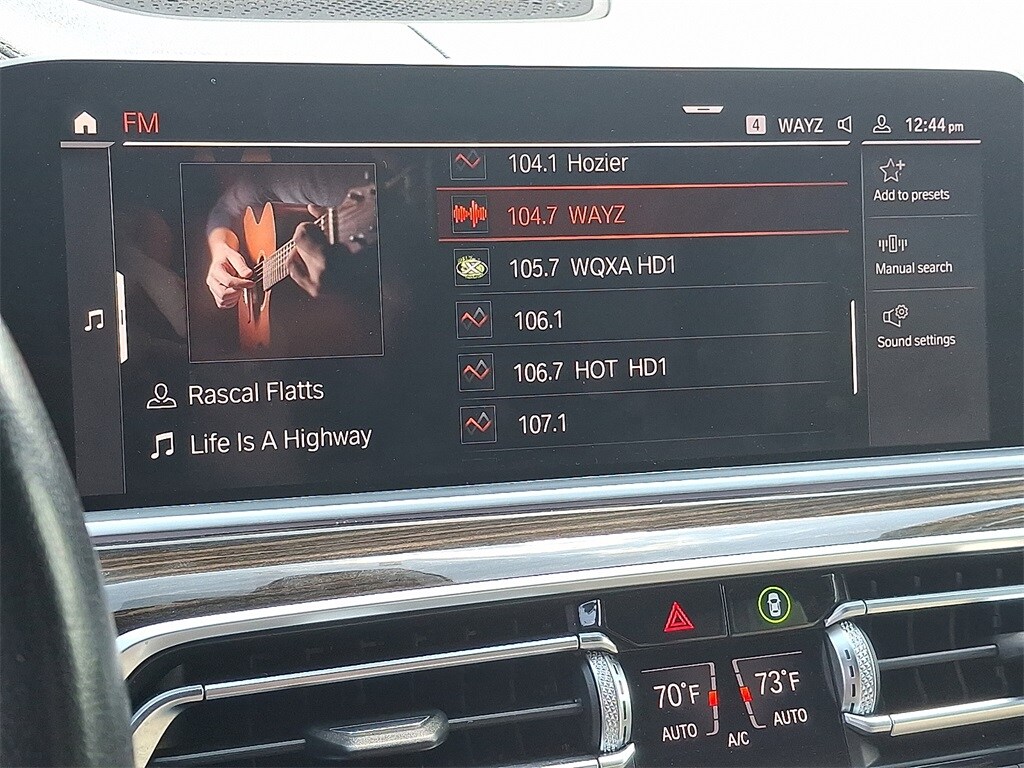 FM
4 WAYZ 12:44 pm
104.1 Hozier
104.7 WAYZ
105.7 WQXA HD1
106.1
106.7 HOT HD1
107.1
Rascal Flatts
Life Is A Highway
Add to presets
Manual search
Sound settings
70°F 73°F
AUTO AUTO
A/C